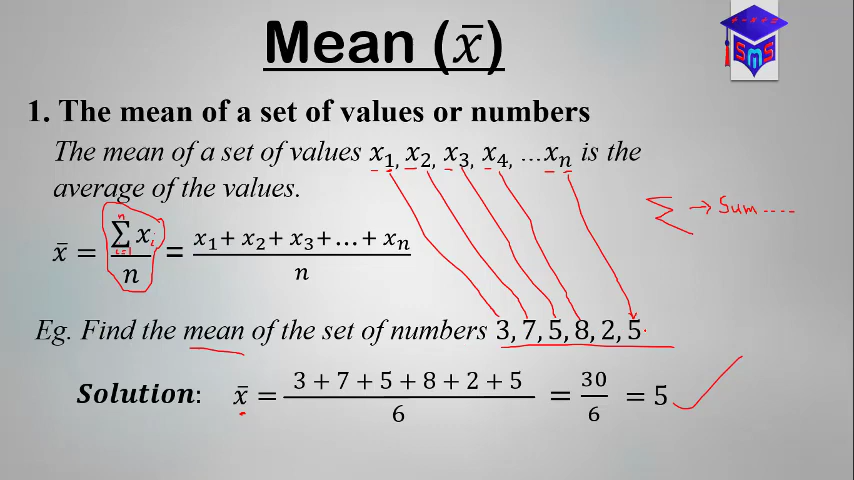 Mean (x̄)
- × ÷ +
SMS
1. The mean of a set of values or numbers
The mean of a set of values x₁, x₂, x₃, x₄, …xₙ is the
average of the values.
Σ → Sum ....
x̄ = ∑ᵢ₌₁ⁿ xᵢ / n = x₁+ x₂+ x₃+…+ xₙ / n
Eg. Find the mean of the set of numbers 3, 7, 5, 8, 2, 5
Solution: x̄ = 3 + 7 + 5 + 8 + 2 + 5 / 6 = 30 / 6 = 5